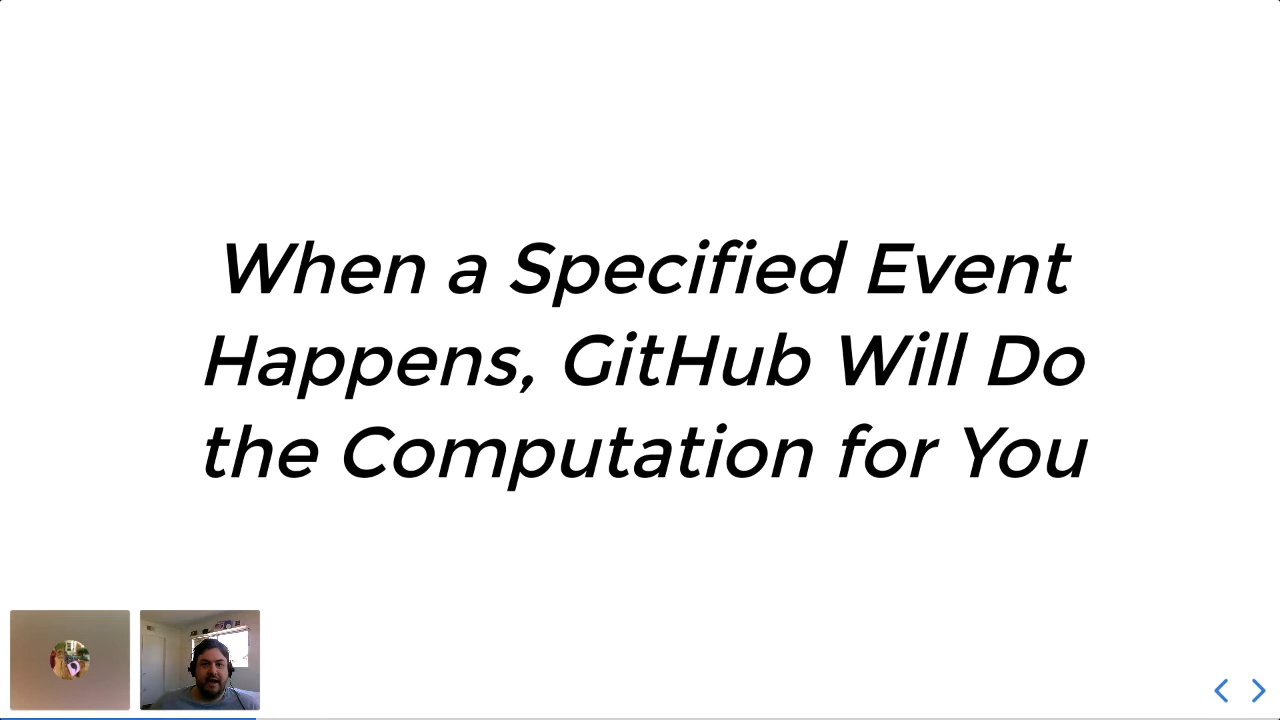 When a Specified Event
Happens, GitHub Will Do
the Computation for You